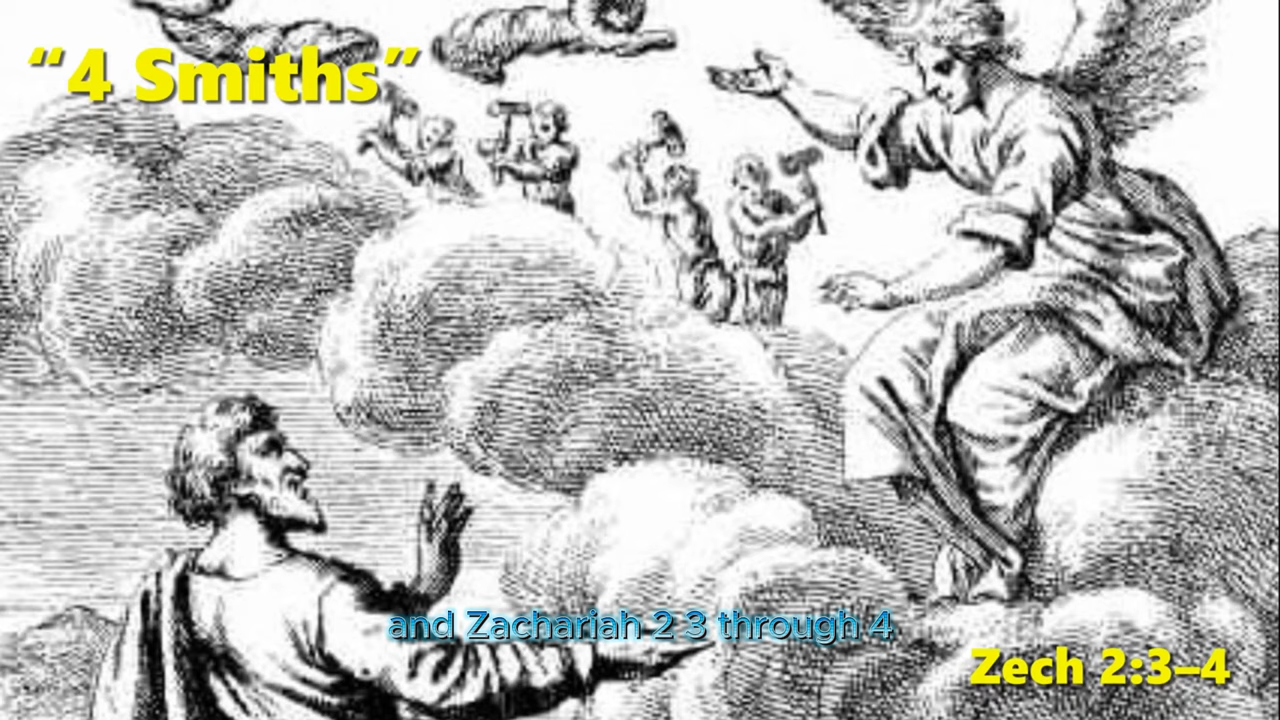 “4 Smiths”
and Zachariah 2 3 through 4
Zech 2:3–4